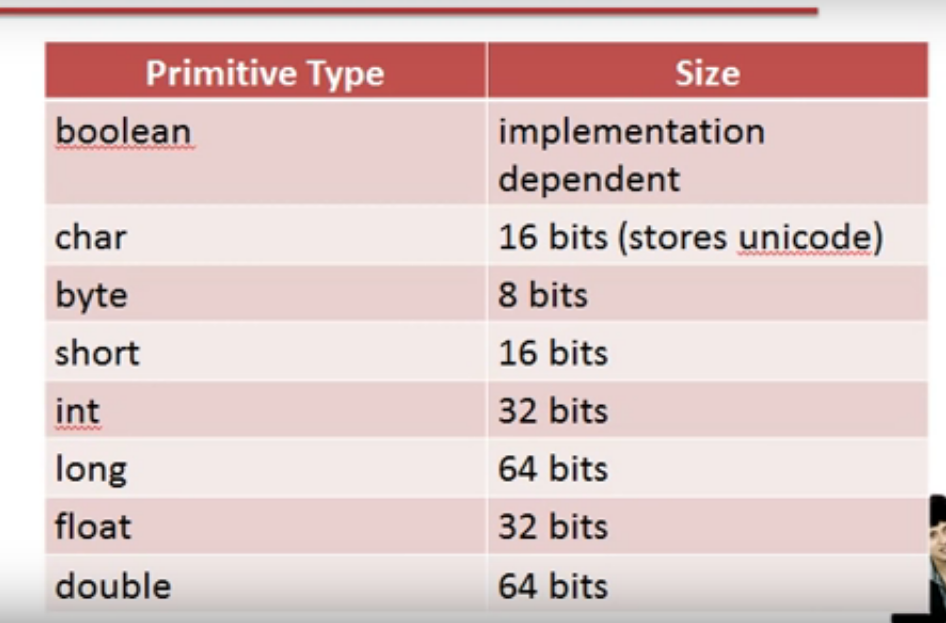 Primitive Type Size
boolean implementation
dependent
char 16 bits (stores unicode)
byte 8 bits
short 16 bits
int 32 bits
long 64 bits
float 32 bits
double 64 bits